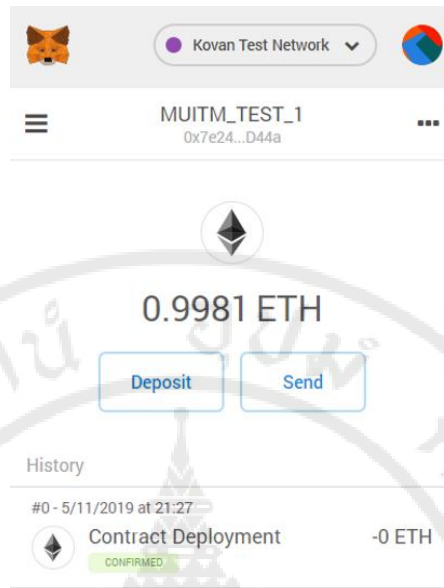 Kovan Test Network
MUITM_TEST_1
0x7e24...D44a
0.9981 ETH
Deposit
Send
History
#0 - 5/11/2019 at 21:27
Contract Deployment
-0 ETH
CONFIRMED